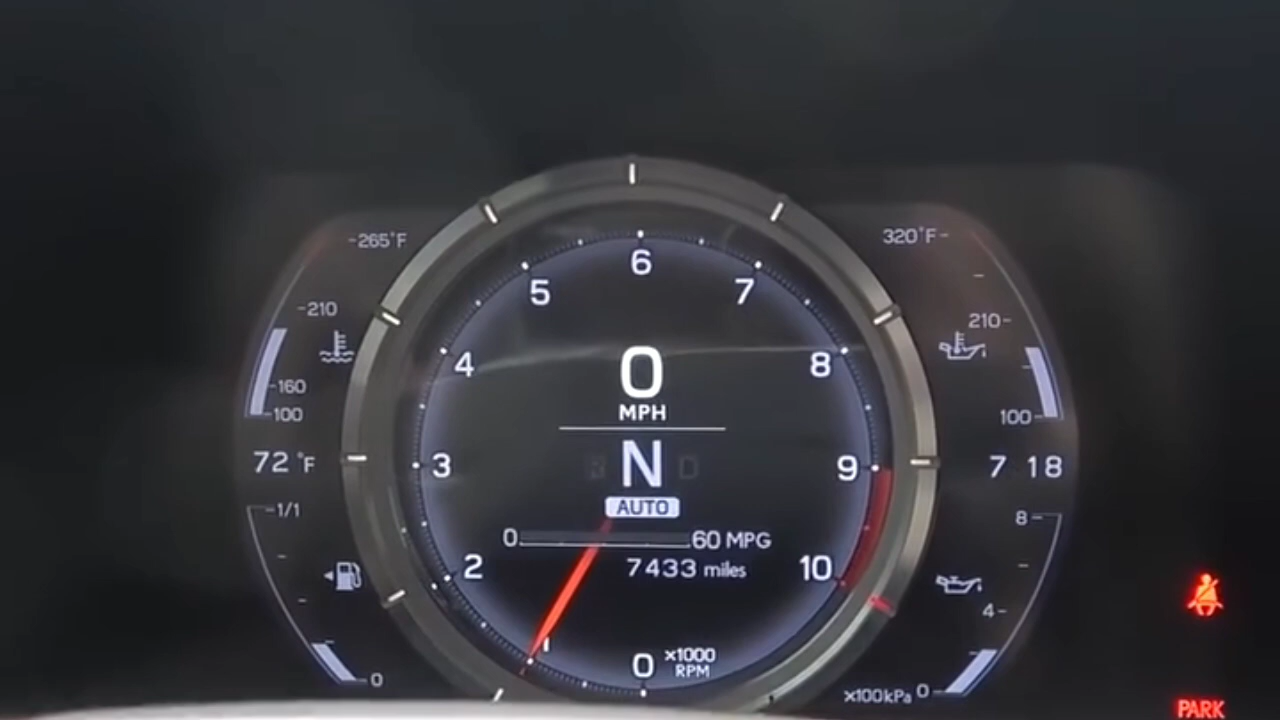 -265°F
-210
-160
-100
72 °F
-1/1
0
6
5
7
4
8
0
MPH
3
N D
9
AUTO
0 60 MPG
7433 miles
2
10
1
0 ×1000
RPM
320°F-
210-
100-
7 18
8-
4-
×100kPa 0-
PARK